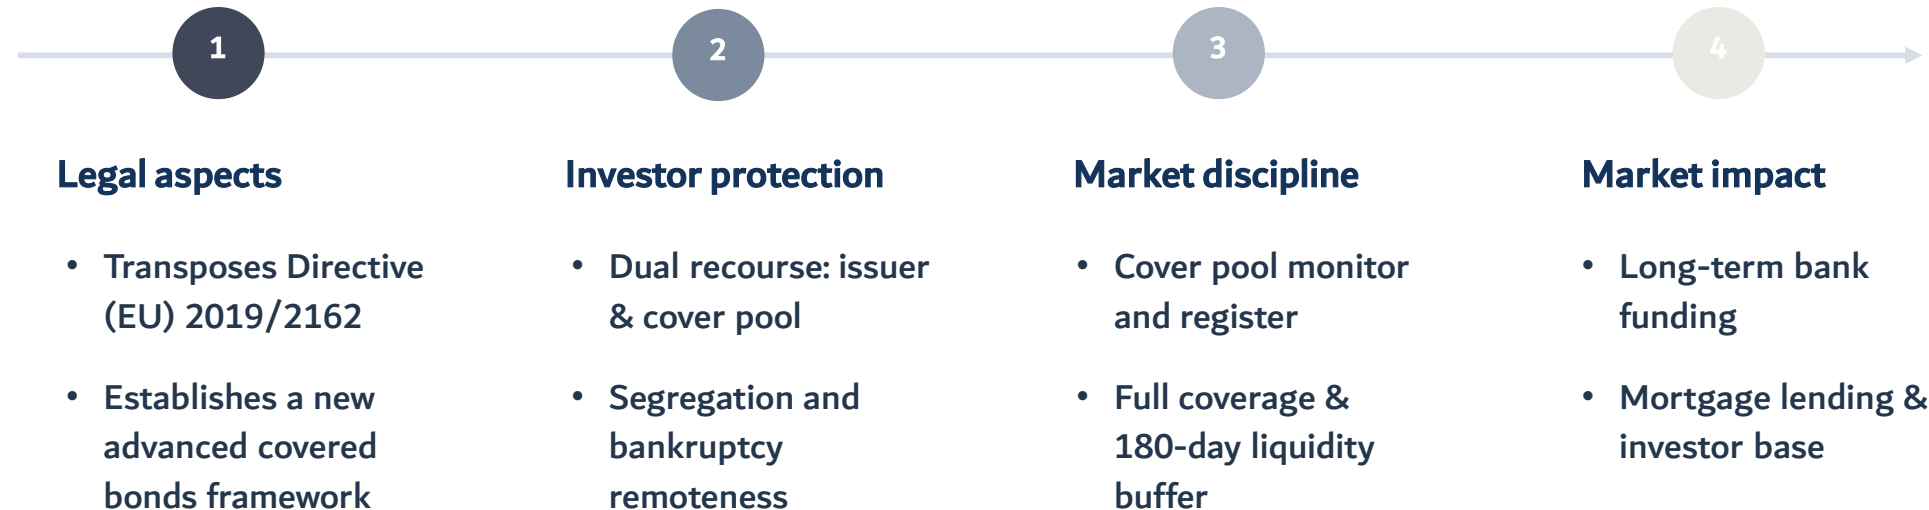 1
2
3
4
Legal aspects
• Transposes Directive
(EU) 2019/2162
• Establishes a new
advanced covered
bonds framework
Investor protection
• Dual recourse: issuer
& cover pool
• Segregation and
bankruptcy
remoteness
Market discipline
• Cover pool monitor
and register
• Full coverage &
180-day liquidity
buffer
Market impact
• Long-term bank
funding
• Mortgage lending &
investor base